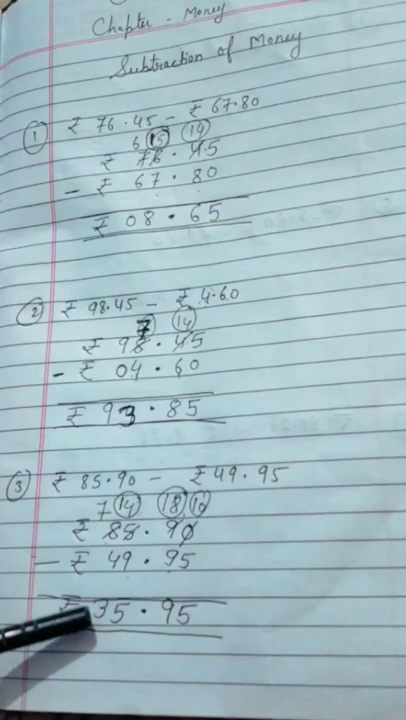 Chapter - Money
Subtraction of Money
1 ₹ 76.45 - ₹ 67.80
6 15 14
₹ 76.45
- ₹ 67.80
₹ 08.65
2 ₹ 98.45 - ₹ 4.60
7 14
₹ 98.45
- ₹ 04.60
₹ 93.85
3 ₹ 85.90 - ₹ 49.95
7 14 18 10
₹ 85.90
- ₹ 49.95
₹ 35.95